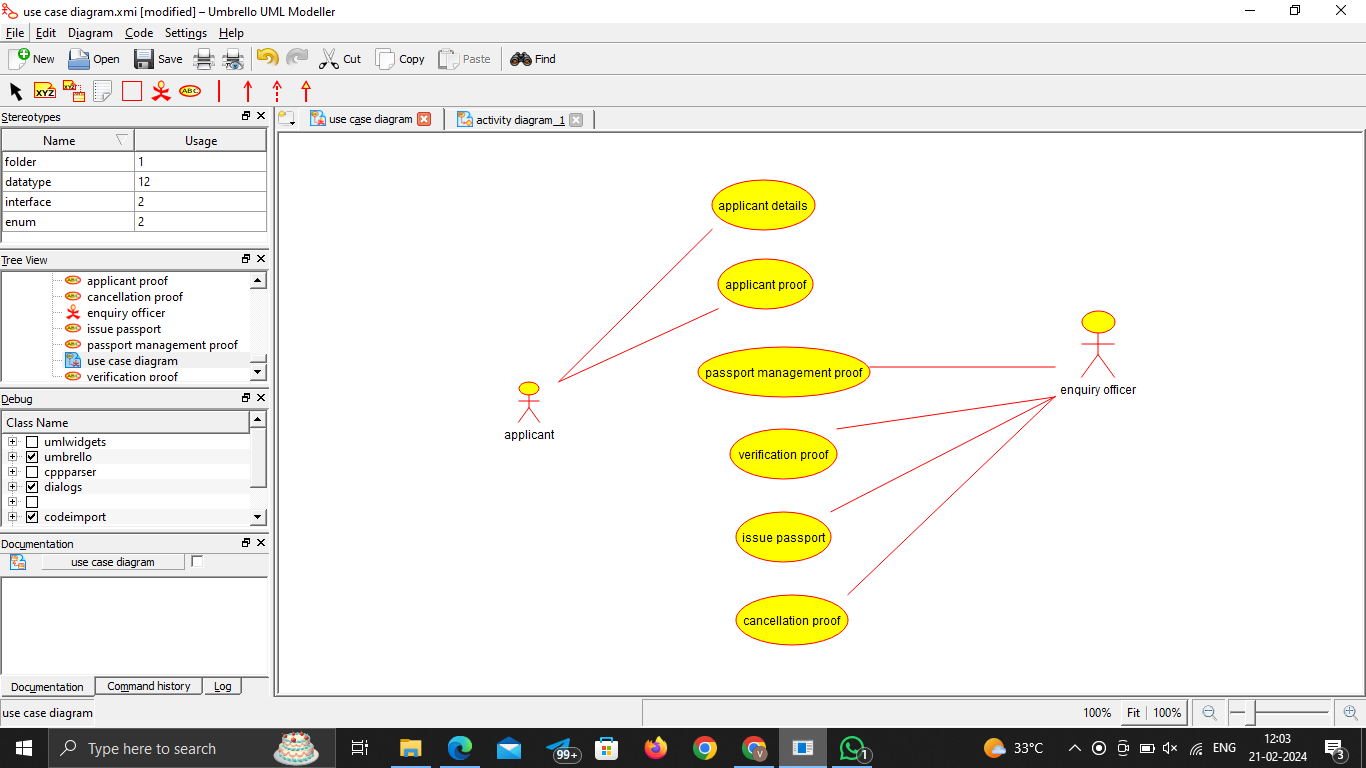 use case diagram.xmi [modified] – Umbrello UML Modeller
File Edit Diagram Code Settings Help
New Open Save Cut Copy Paste Find
XYZ XYZ ABC
Stereotypes
use case diagram
activity diagram_1
Name Usage
folder 1
datatype 12
interface 2
enum 2
Tree View
applicant proof
cancellation proof
enquiry officer
issue passport
passport management proof
use case diagram
verification proof
Debug
Class Name
umlwidgets
umbrello
cppparser
dialogs
codeimport
Documentation
use case diagram
Documentation Command history Log
applicant details
applicant proof
passport management proof
enquiry officer
applicant
verification proof
issue passport
cancellation proof
use case diagram
100% Fit 100%
Type here to search
99+
V
1
33°C
ENG
12:03
21-02-2024
3